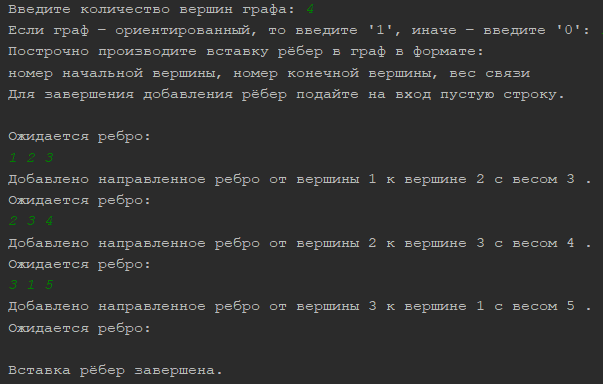 Введите количество вершин графа: 4
Если граф – ориентированный, то введите '1', иначе – введите '0':
Построчно производите вставку рёбер в граф в формате:
номер начальной вершины, номер конечной вершины, вес связи
Для завершения добавления рёбер подайте на вход пустую строку.
Ожидается ребро:
1 2 3
Добавлено направленное ребро от вершины 1 к вершине 2 с весом 3 .
Ожидается ребро:
2 3 4
Добавлено направленное ребро от вершины 2 к вершине 3 с весом 4 .
Ожидается ребро:
3 1 5
Добавлено направленное ребро от вершины 3 к вершине 1 с весом 5 .
Ожидается ребро:
Вставка рёбер завершена.